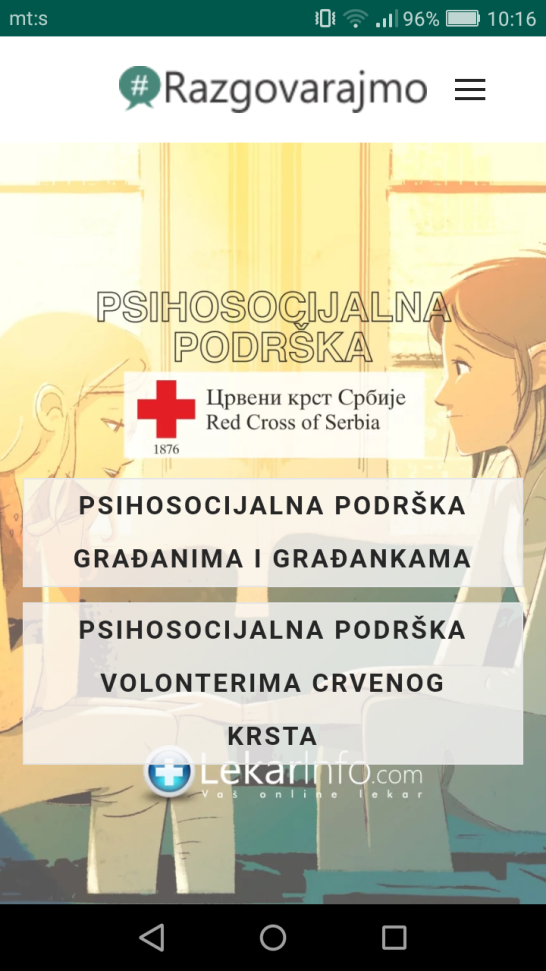 mt:s
96%
10:16
#Razgovarajmo
PSIHOSOCIJALNA
PODRŠKA
Црвени крст Србије
Red Cross of Serbia
1876
PSIHOSOCIJALNA PODRŠKA
GRAĐANIMA I GRAĐANKAMA
PSIHOSOCIJALNA PODRŠKA
VOLONTERIMA CRVENOG
KRSTA
LekarInfo.com
Vaš online lekar